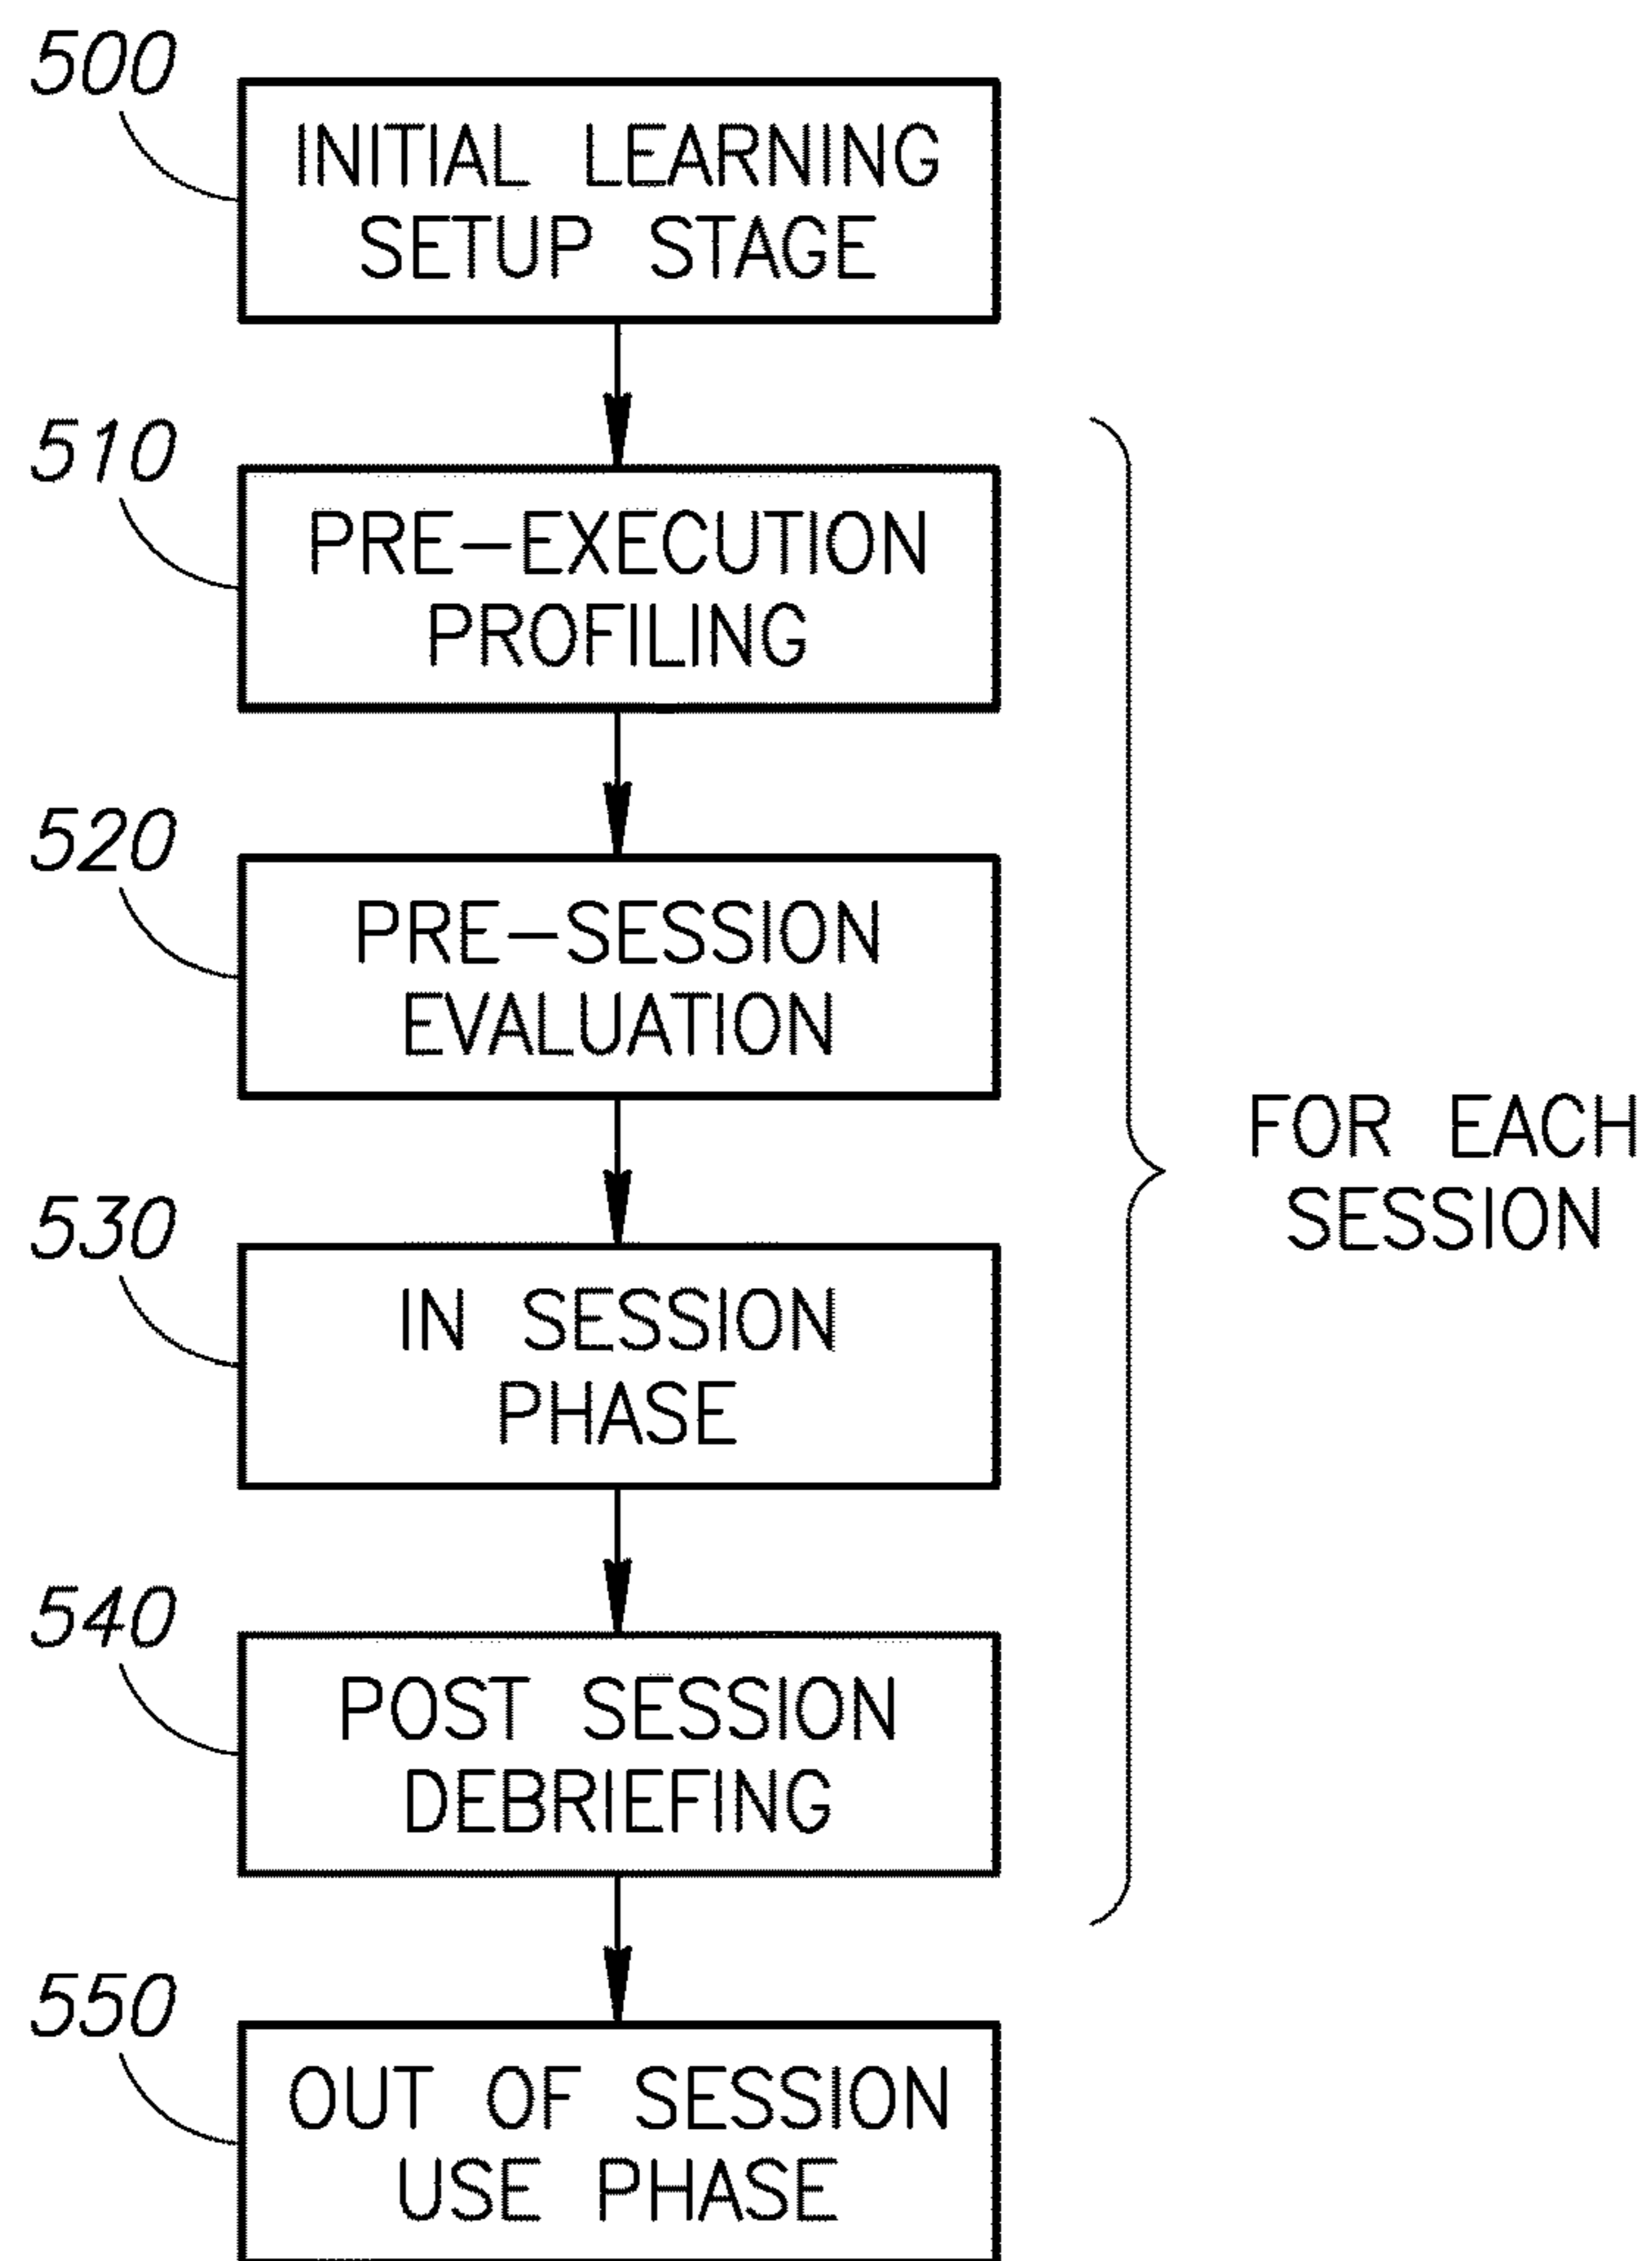 500
INITIAL LEARNING
SETUP STAGE
510
PRE-EXECUTION
PROFILING
520
PRE-SESSION
EVALUATION
FOR EACH
SESSION
530
IN SESSION
PHASE
540
POST SESSION
DEBRIEFING
550
OUT OF SESSION
USE PHASE